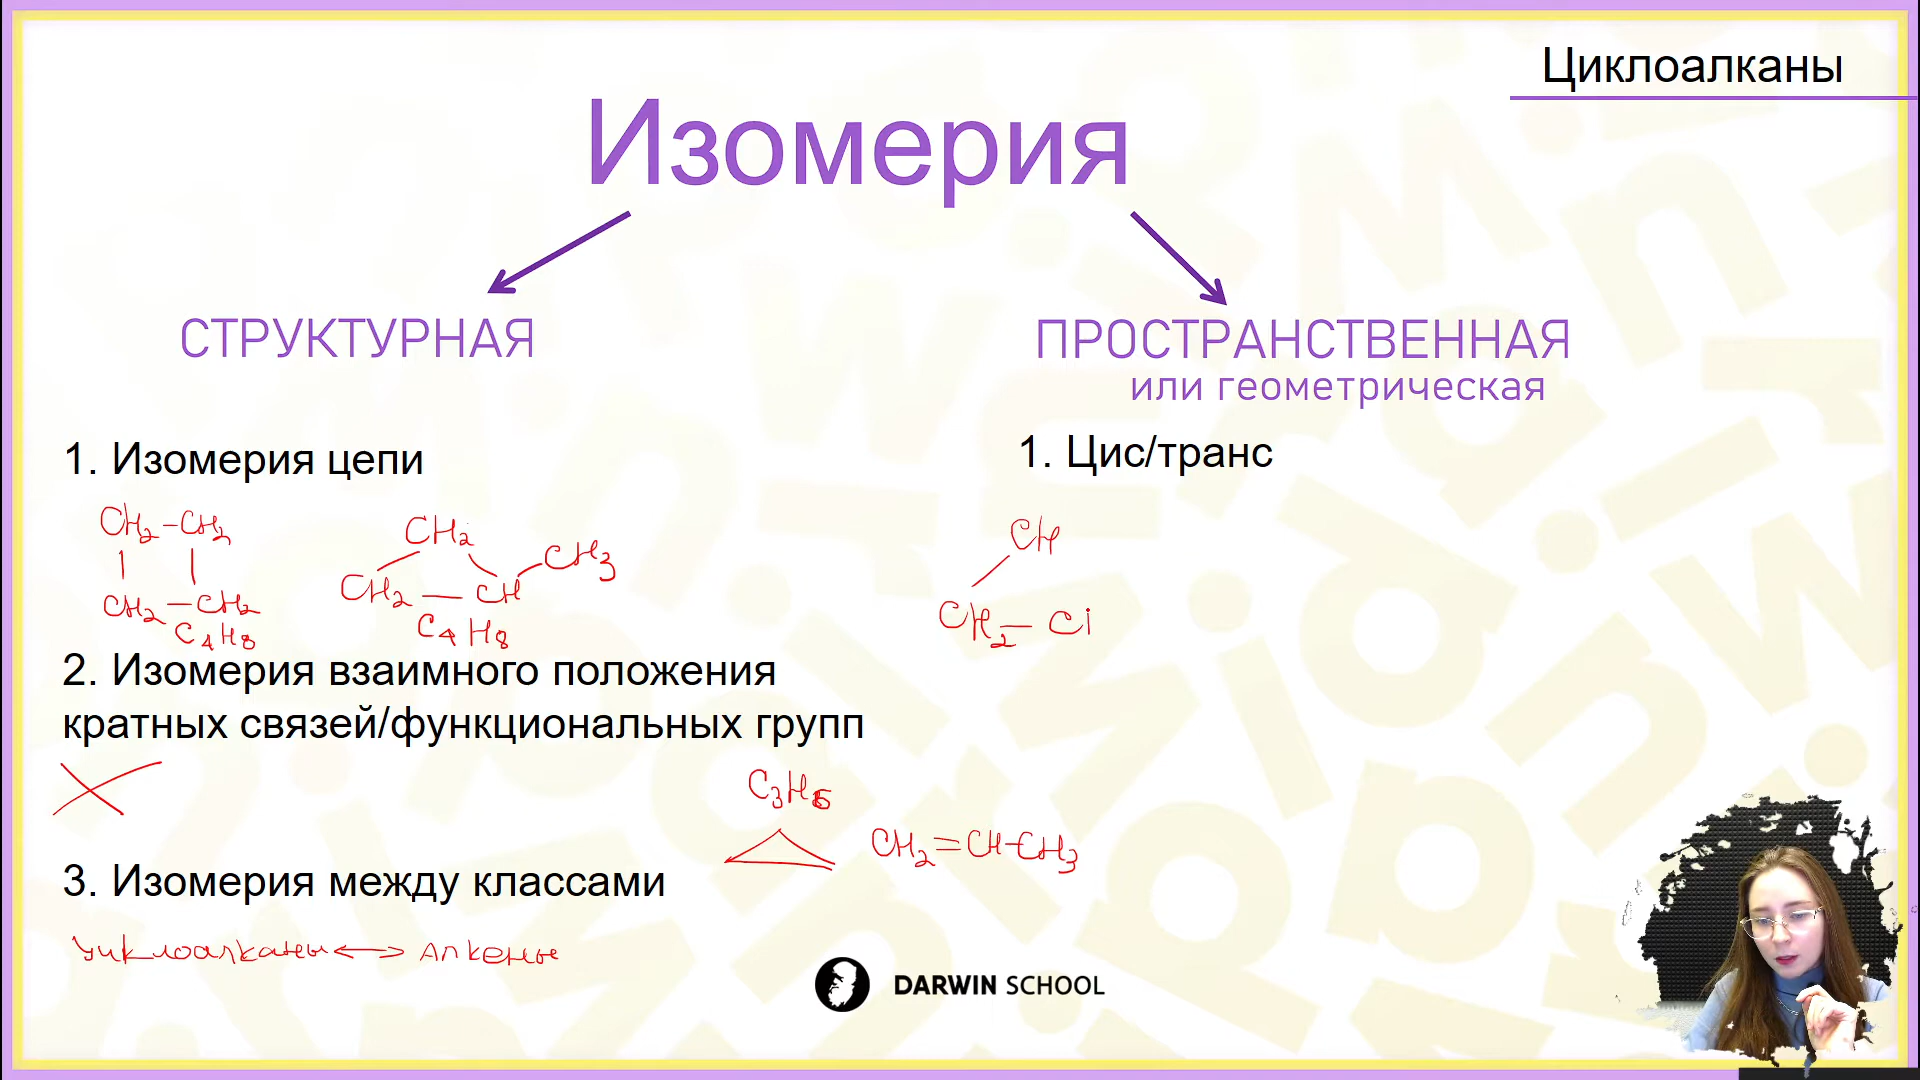 Циклоалканы
Изомерия
СТРУКТУРНАЯ
ПРОСТРАНСТВЕННАЯ
или геометрическая
1. Изомерия цепи
1. Цис/транс
CH2-CH2
CH2-CH2
C4H8
CH2
CH2-CH-CH3
C4H8
CH
CH2-Ci
2. Изомерия взаимного положения
кратных связей/функциональных групп
C3H6
CH2=CH-CH3
3. Изомерия между классами
Циклоалканы <-> Алкены
DARWIN SCHOOL